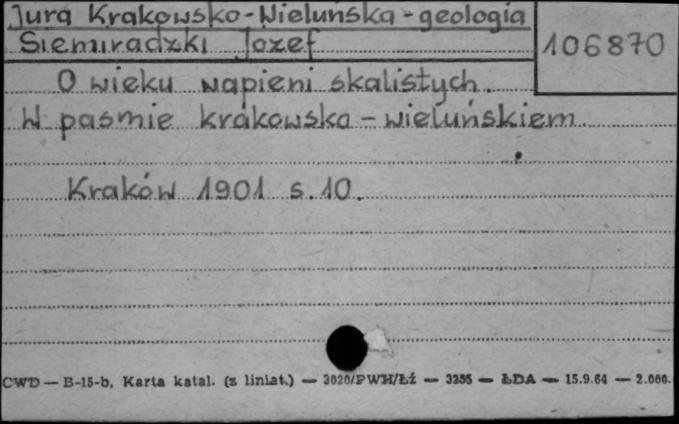 Jura Krakowsko-Wieluńska - geologia
Siemiradzki Józef
106870
O wieku wapieni skalistych
W paśmie krakowsko - wieluńskiem.
Kraków 1901 s. 10.
CWD — B-15-b, Karta katal. (z liniat.) — 3020/PWH/Łź — 3235 — ŁDA — 15.9.64 — 2.000.